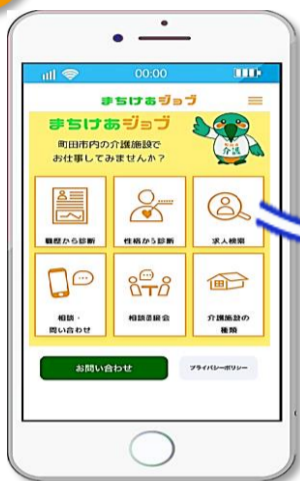 00:00
まちけあジョブ
まちけあジョブ
町田市内の介護施設で
お仕事してみませんか？
介護
職歴から診断
性格から診断
求人検索
相談・
問い合わせ
相談面接会
介護施設の
種類
お問い合わせ
プライバシーポリシー